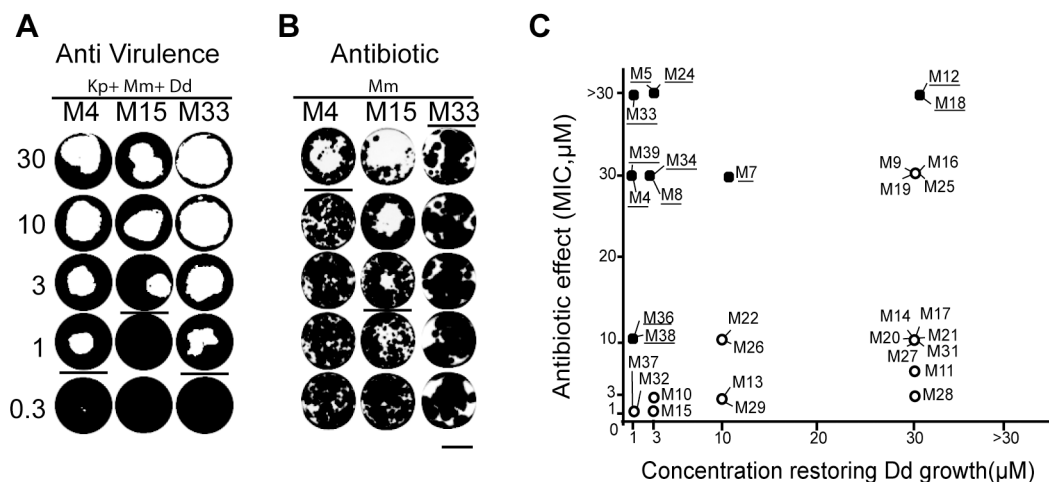 A
Anti Virulence
Kp+ Mm+ Dd
M4 M15 M33
30
10
3
1
0.3
B
Antibiotic
Mm
M4 M15 M33
C
Antibiotic effect (MIC,µM)
>30
30
20
10
3
1
0
M5 M24
M33
M12
M18
M39 M34
M4 M8
M7
M9 M16
M19 M25
M36
M38
M22
M26
M14 M17
M20 M21
M27 M31
M11
M37
M32
M10
M15
M13
M29
M28
1 3 10 20 30 >30
Concentration restoring Dd growth(µM)